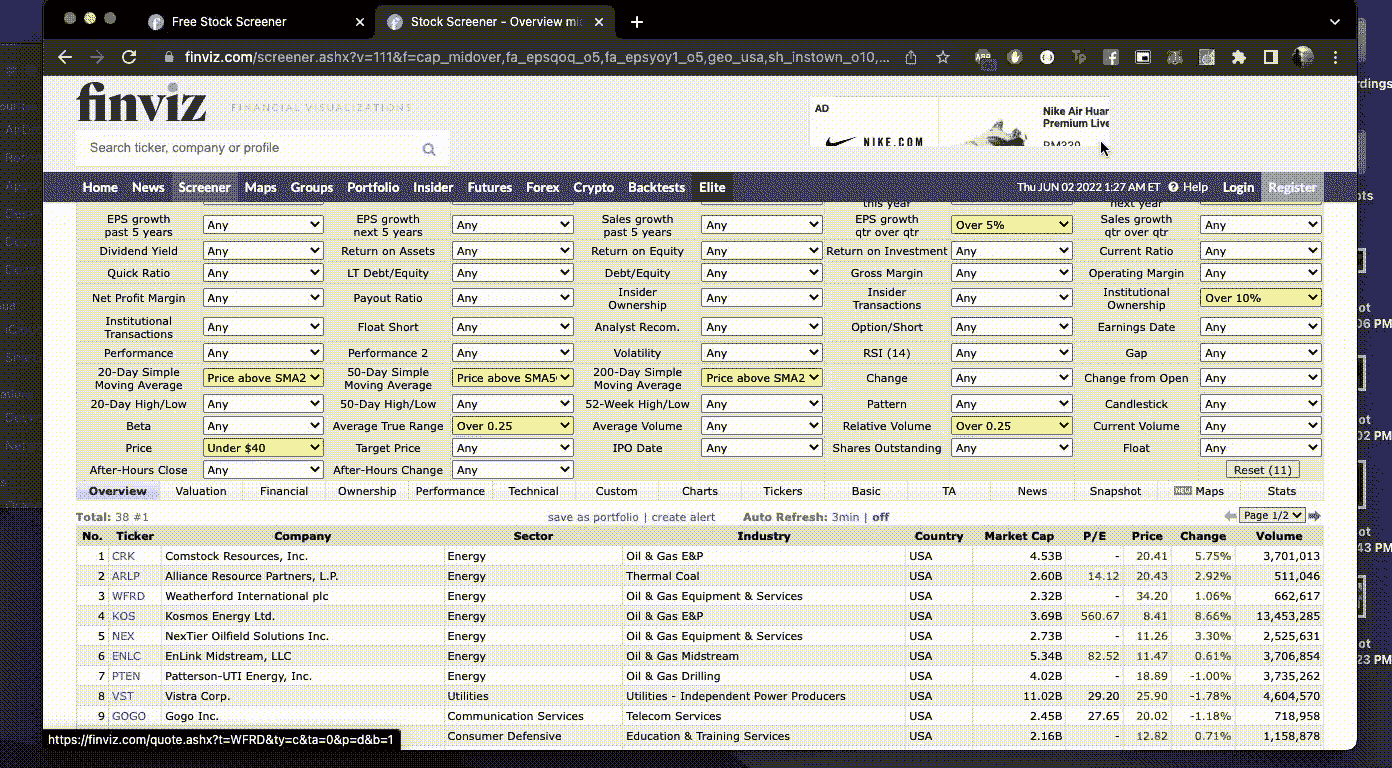 Free Stock Screener
Stock Screener - Overview mi
finviz.com/screener.ashx?v=111&f=cap_midover,fa_epsqoq_o5,fa_epsyoy1_o5,geo_usa,sh_instown_o10,...
finviz FINANCIAL VISUALIZATIONS
AD
Nike Air Huar
Premium Live
NIKE.COM
RM339
Search ticker, company or profile
Home News Screener Maps Groups Portfolio Insider Futures Forex Crypto Backtests Elite Thu JUN 02 2022 1:27 AM ET Help Login Register
this year next year
EPS growth past 5 years Any EPS growth next 5 years Any Sales growth past 5 years Any EPS growth qtr over qtr Over 5% Sales growth qtr over qtr Any
Dividend Yield Any Return on Assets Any Return on Equity Any Return on Investment Any Current Ratio Any
Quick Ratio Any LT Debt/Equity Any Debt/Equity Any Gross Margin Any Operating Margin Any
Net Profit Margin Any Payout Ratio Any Insider Ownership Any Insider Transactions Any Institutional Ownership Over 10%
Institutional Transactions Any Float Short Any Analyst Recom. Any Option/Short Any Earnings Date Any
Performance Any Performance 2 Any Volatility Any RSI (14) Any Gap Any
20-Day Simple Moving Average Price above SMA2 50-Day Simple Moving Average Price above SMA5 200-Day Simple Moving Average Price above SMA2 Change Any Change from Open Any
20-Day High/Low Any 50-Day High/Low Any 52-Week High/Low Any Pattern Any Candlestick Any
Beta Any Average True Range Over 0.25 Average Volume Any Relative Volume Over 0.25 Current Volume Any
Price Under $40 Target Price Any IPO Date Any Shares Outstanding Any Float Any
After-Hours Close Any After-Hours Change Any Reset (11)
Overview Valuation Financial Ownership Performance Technical Custom Charts Tickers Basic TA News Snapshot NEW Maps Stats
Total: 38 #1 save as portfolio | create alert Auto Refresh: 3min | off Page 1/2
No. Ticker Company Sector Industry Country Market Cap P/E Price Change Volume
1 CRK Comstock Resources, Inc. Energy Oil & Gas E&P USA 4.53B - 20.41 5.75% 3,701,013
2 ARLP Alliance Resource Partners, L.P. Energy Thermal Coal USA 2.60B 14.12 20.43 2.92% 511,046
3 WFRD Weatherford International plc Energy Oil & Gas Equipment & Services USA 2.32B - 34.20 1.06% 662,617
4 KOS Kosmos Energy Ltd. Energy Oil & Gas E&P USA 3.69B 560.67 8.41 8.66% 13,453,285
5 NEX NexTier Oilfield Solutions Inc. Energy Oil & Gas Equipment & Services USA 2.73B - 11.26 3.30% 2,525,631
6 ENLC EnLink Midstream, LLC Energy Oil & Gas Midstream USA 5.34B 82.52 11.47 0.61% 3,706,854
7 PTEN Patterson-UTI Energy, Inc. Energy Oil & Gas Drilling USA 4.02B - 18.89 -1.00% 3,735,262
8 VST Vistra Corp. Utilities Utilities - Independent Power Producers USA 11.02B 29.20 25.90 -1.78% 4,604,570
9 GOGO Gogo Inc. Communication Services Telecom Services USA 2.45B 27.65 20.02 -1.18% 718,958
Consumer Defensive Education & Training Services USA 2.16B - 12.82 0.71% 1,158,878
https://finviz.com/quote.ashx?t=WFRD&ty=c&ta=0&p=d&b=1